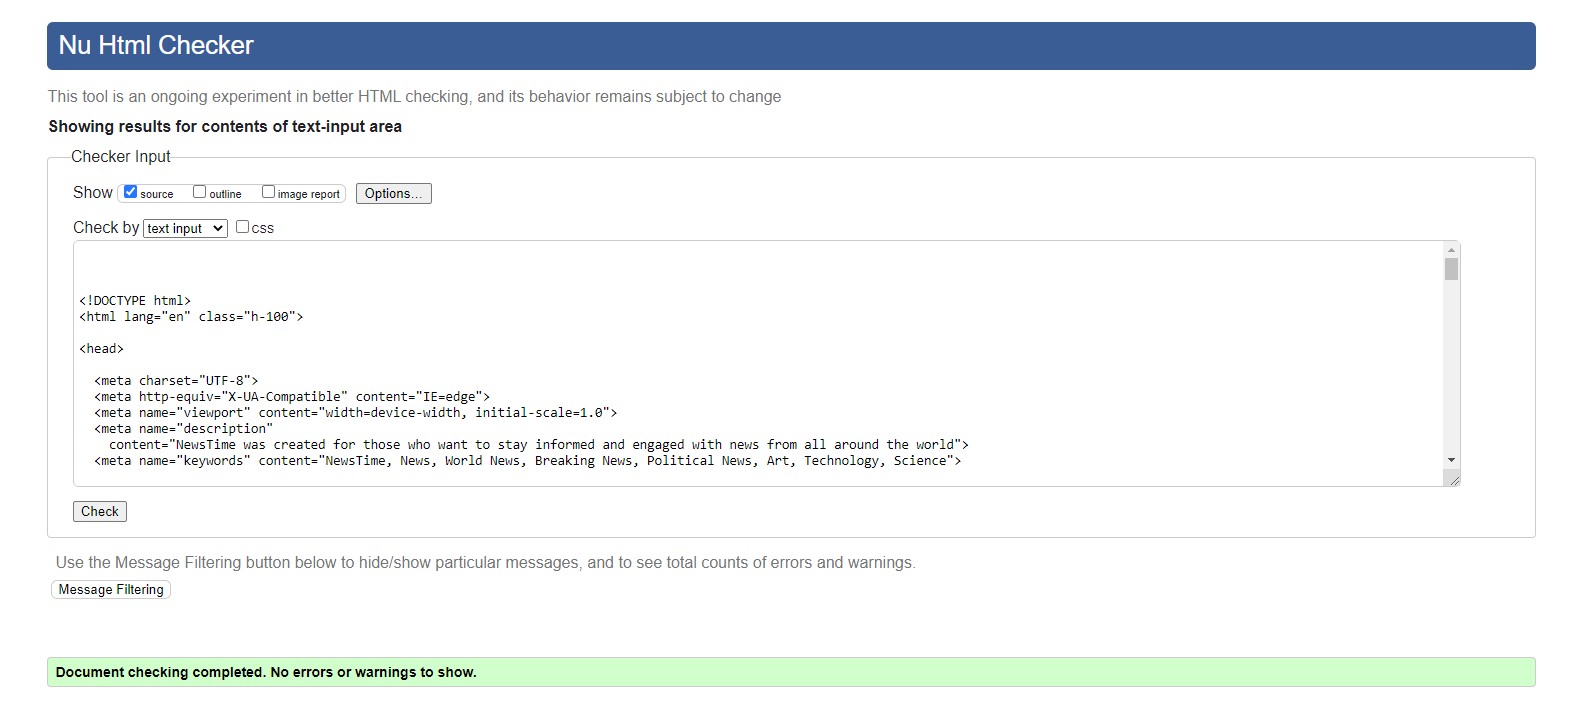 Nu Html Checker
This tool is an ongoing experiment in better HTML checking, and its behavior remains subject to change
Showing results for contents of text-input area
Checker Input
Show source outline image report Options...
Check by text input css
<!DOCTYPE html>
<html lang="en" class="h-100">
<head>
<meta charset="UTF-8">
<meta http-equiv="X-UA-Compatible" content="IE=edge">
<meta name="viewport" content="width=device-width, initial-scale=1.0">
<meta name="description"
content="NewsTime was created for those who want to stay informed and engaged with news from all around the world">
<meta name="keywords" content="NewsTime, News, World News, Breaking News, Political News, Art, Technology, Science">
Check
Use the Message Filtering button below to hide/show particular messages, and to see total counts of errors and warnings.
Message Filtering
Document checking completed. No errors or warnings to show.